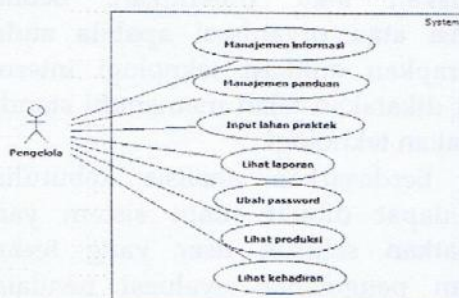 System
Manajemen Informasi
Manajemen panduan
Input lahan praktek
Pengelola
Lihat laporan
Ubah password
Lihat produksi
Lihat kehadiran